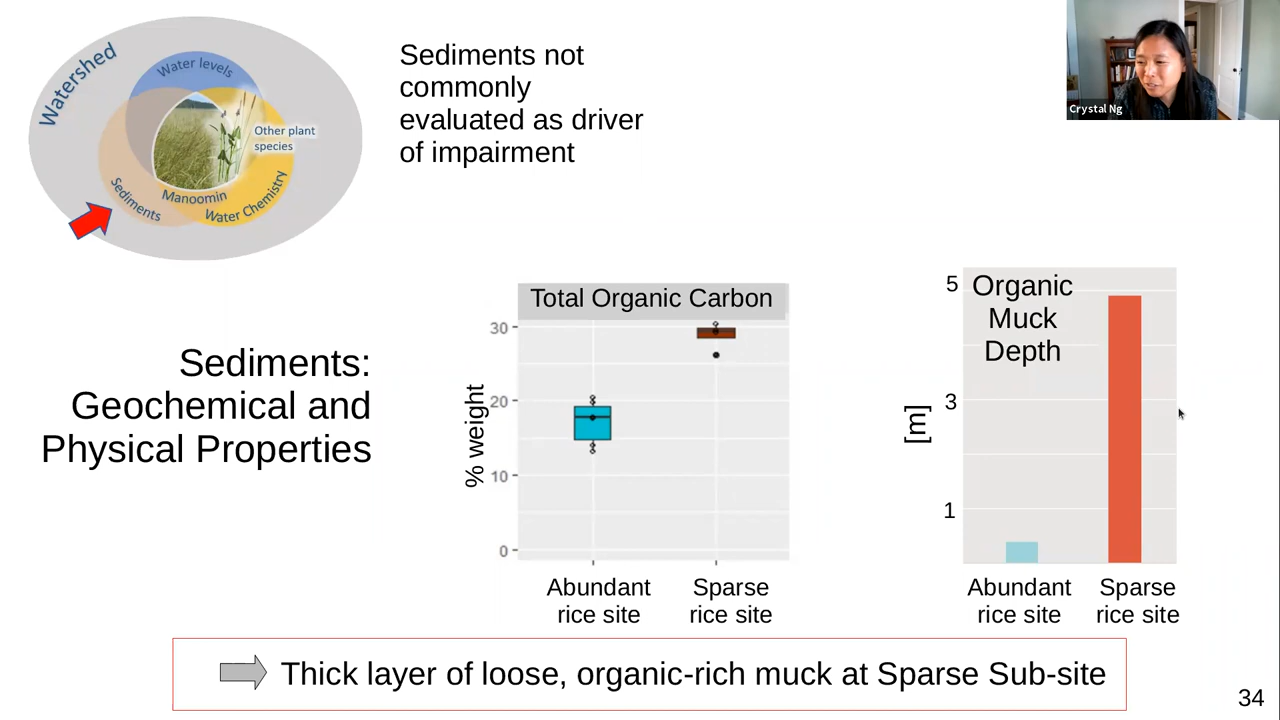 Watershed
Water levels
Other plant
species
Sediments
Manoomin
Water Chemistry
Sediments not
commonly
evaluated as driver
of impairment
Crystal Ng
Sediments:
Geochemical and
Physical Properties
Total Organic Carbon
% weight
30
20
10
0
Abundant
rice site
Sparse
rice site
Organic
Muck
Depth
[m]
5
3
1
Abundant
rice site
Sparse
rice site
Thick layer of loose, organic-rich muck at Sparse Sub-site
34